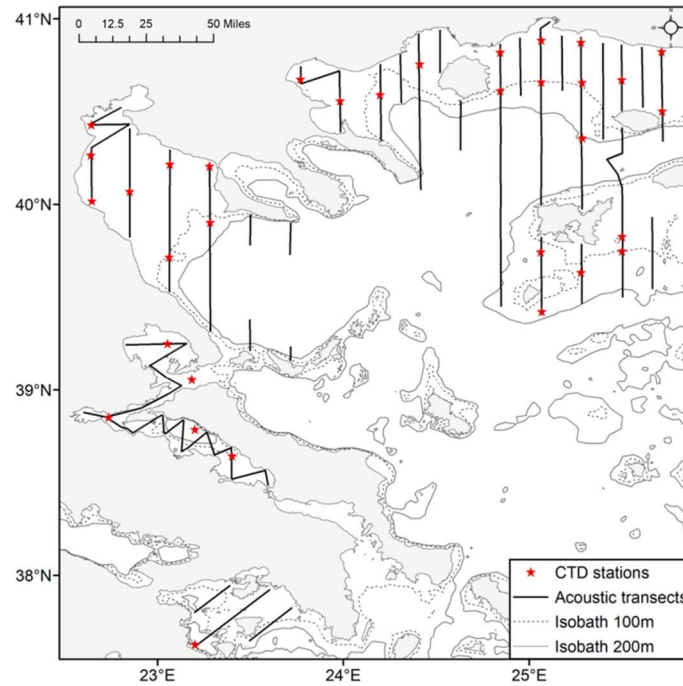 41°N
0 12.5 25 50 Miles
N
W
40°N
39°N
38°N
CTD stations
Acoustic transects
Isobath 100m
Isobath 200m
23°E 24°E 25°E